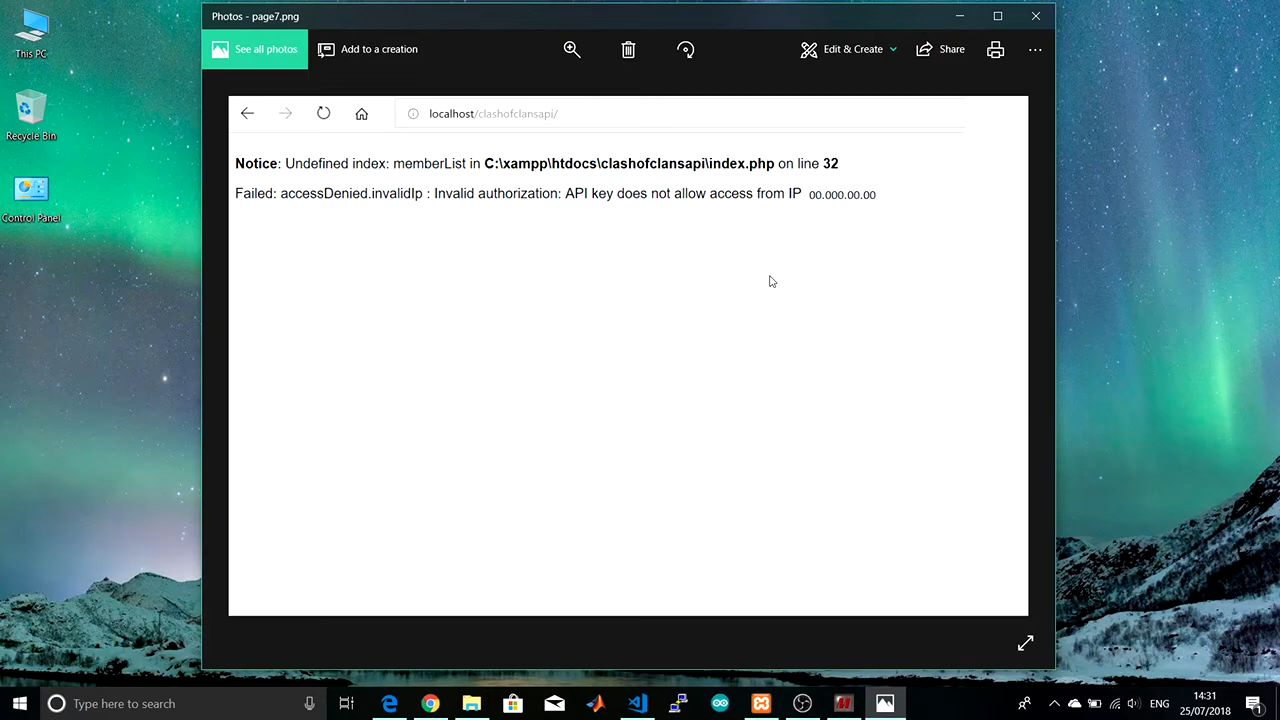 Photos - page7.png
This PC
See all photos
Add to a creation
Edit & Create
Share
Recycle Bin
localhost/clashofclansapi/
Notice: Undefined index: memberList in C:\xampp\htdocs\clashofclansapi\index.php on line 32
Failed: accessDenied.invalidIp : Invalid authorization: API key does not allow access from IP 00.000.00.00
Control Panel
Type here to search
ENG
14:31
25/07/2018
1